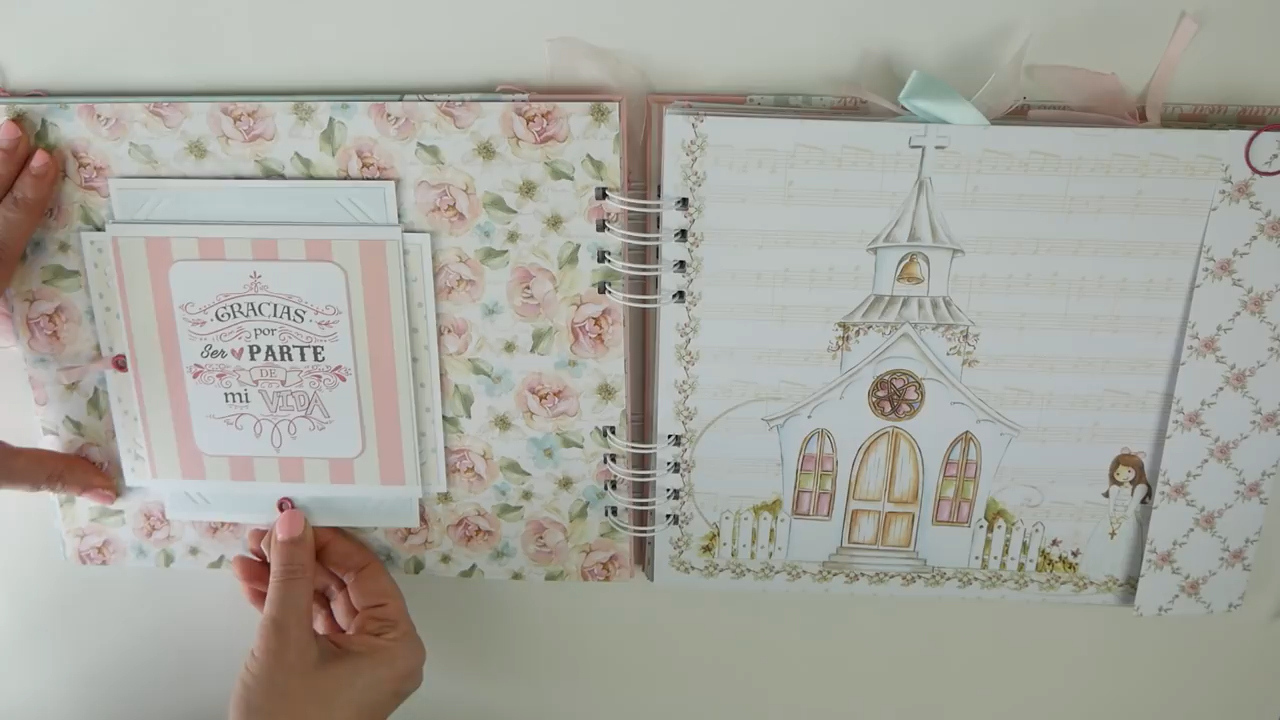 GRACIAS
por
Ser PARTE
DE
mi VIDA